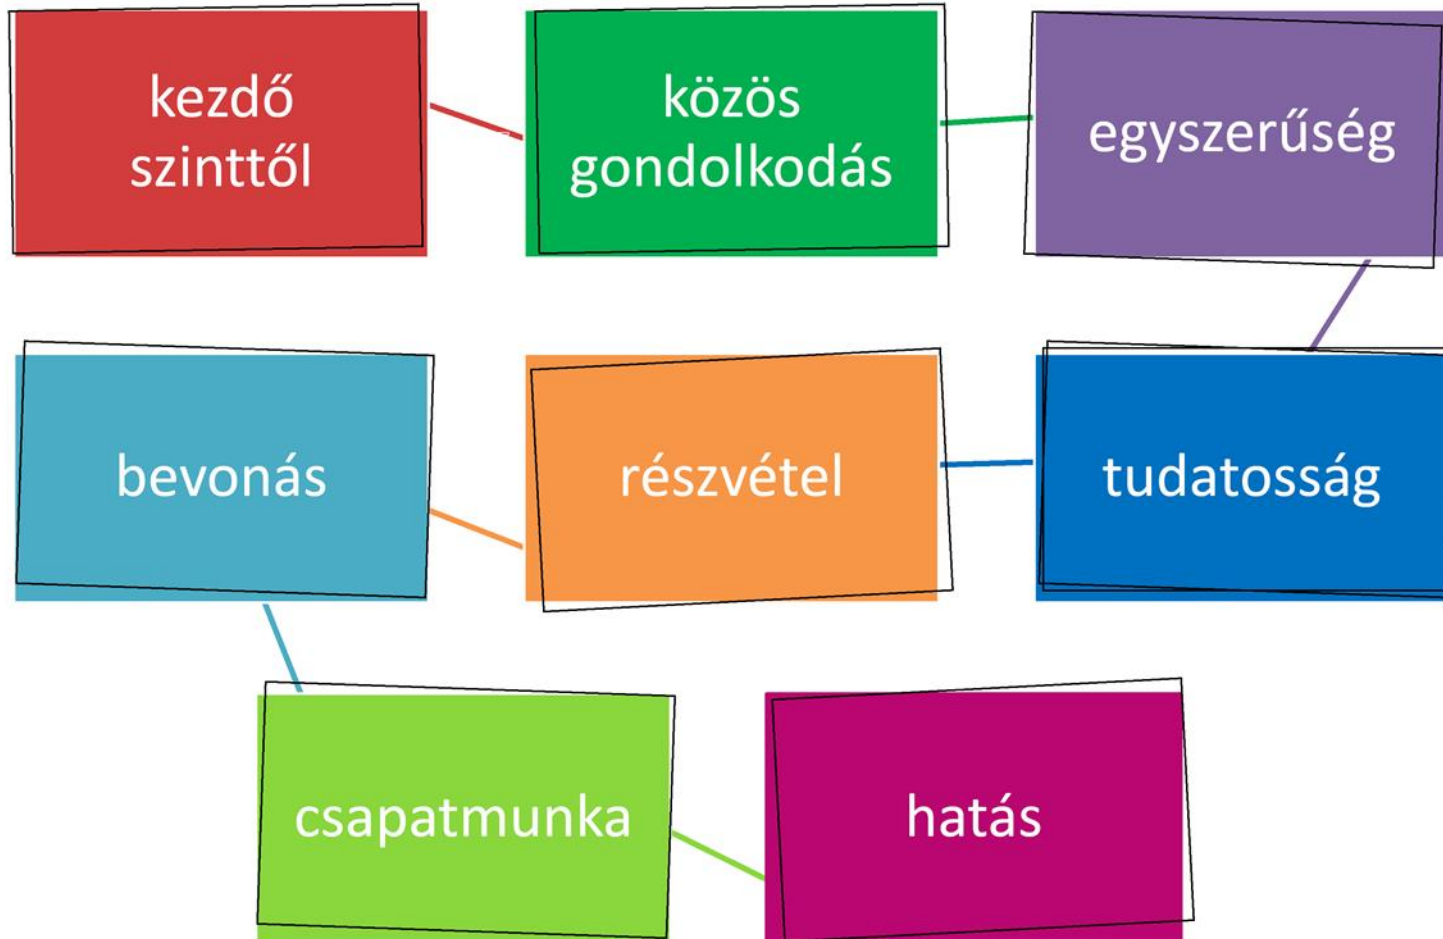 kezdő
szinttől
közös
gondolkodás
egyszerűség
bevonás
részvétel
tudatosság
csapatmunka
hatás